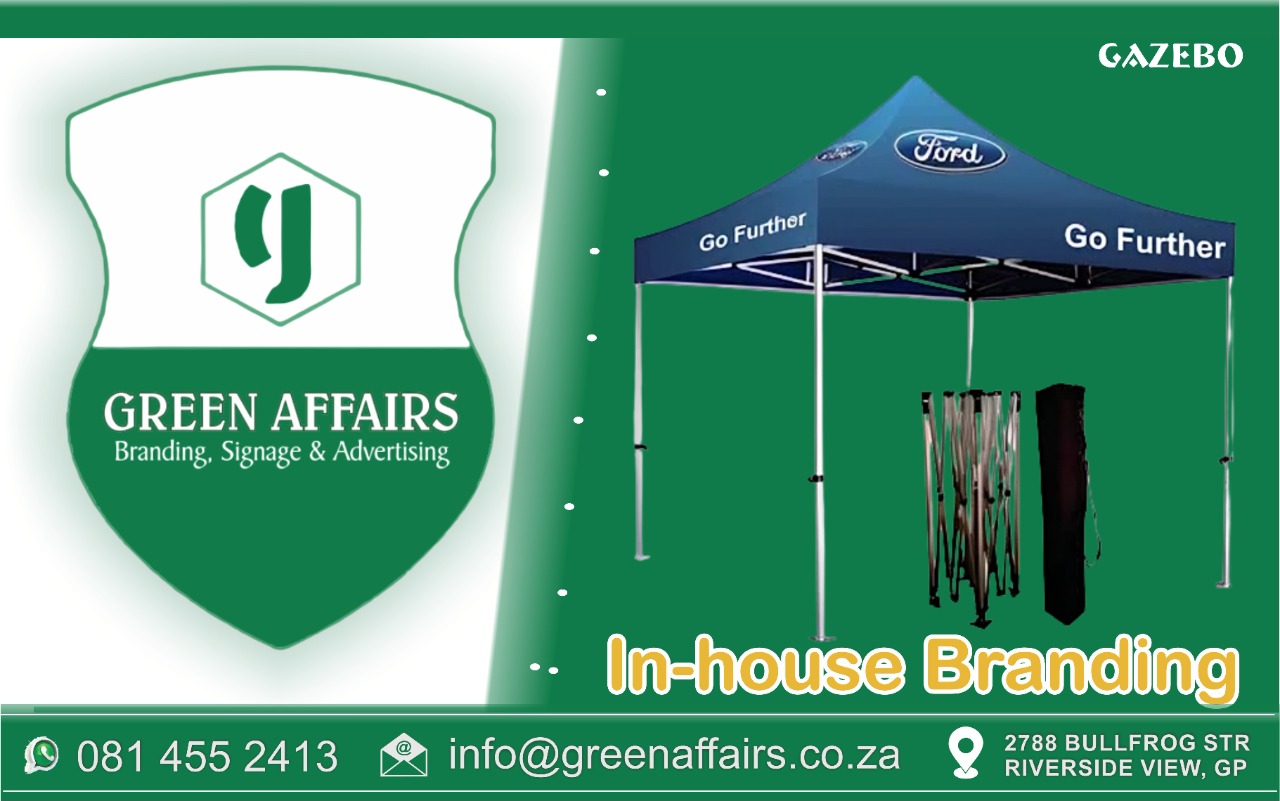 GAZEBO
Ford
Ford
Go Further
Go Further
g
GREEN AFFAIRS
Branding, Signage & Advertising
In-house Branding
081 455 2413
@
info@greenaffairs.co.za
2788 BULLFROG STR
RIVERSIDE VIEW, GP